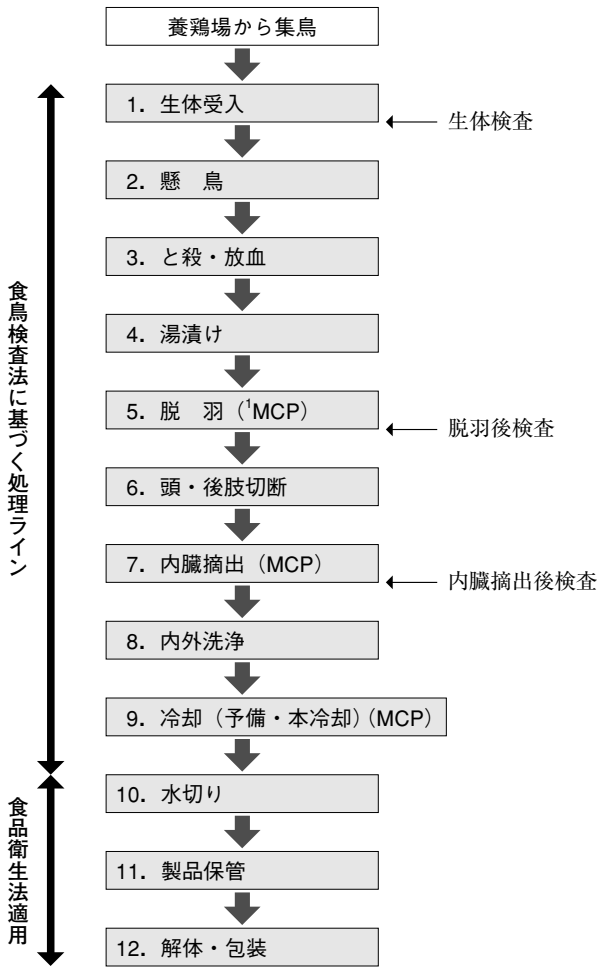 養鶏場から集鳥
1. 生体受入
生体検査
2. 懸 鳥
3. と殺・放血
4. 湯漬け
5. 脱 羽(¹MCP)
脱羽後検査
6. 頭・後肢切断
7. 内臓摘出(MCP)
内臓摘出後検査
8. 内外洗浄
9. 冷却(予備・本冷却)(MCP)
食鳥検査法に基づく処理ライン
10. 水切り
11. 製品保管
12. 解体・包装
食品衛生法適用